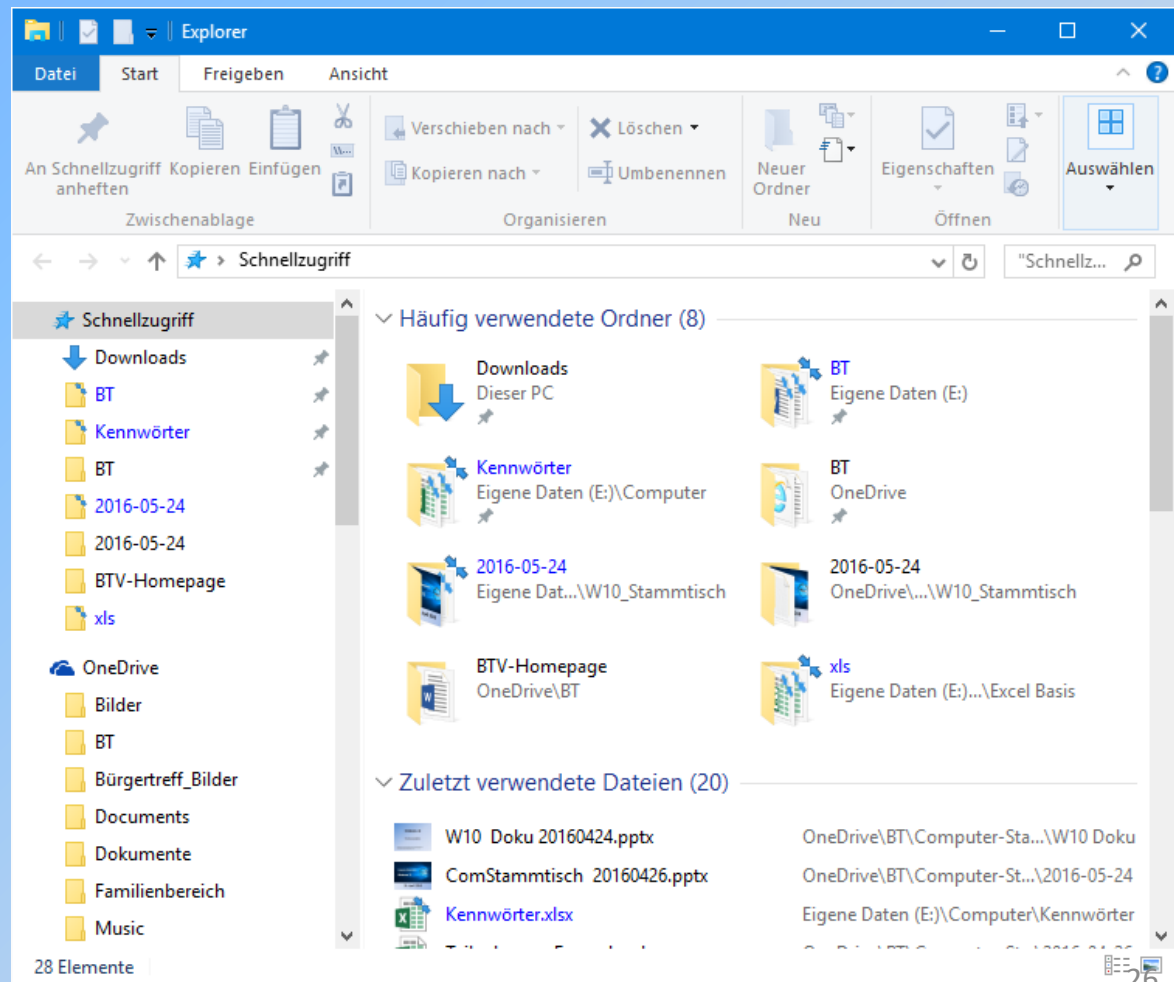 Explorer
Datei Start Freigeben Ansicht
An Schnellzugriff anheften
Kopieren
Einfügen
Zwischenablage
Verschieben nach
Kopieren nach
Löschen
Umbenennen
Organisieren
Neuer Ordner
Neu
Eigenschaften
Öffnen
Auswählen
Schnellzugriff
"Schnellz...
Schnellzugriff
Downloads
BT
Kennwörter
BT
2016-05-24
2016-05-24
BTV-Homepage
xls
OneDrive
Bilder
BT
Bürgertreff_Bilder
Documents
Dokumente
Familienbereich
Music
Häufig verwendete Ordner (8)
Downloads
Dieser PC
BT
Eigene Daten (E:)
Kennwörter
Eigene Daten (E:)\Computer
BT
OneDrive
2016-05-24
Eigene Dat...\W10_Stammtisch
2016-05-24
OneDrive\...\W10_Stammtisch
BTV-Homepage
OneDrive\BT
xls
Eigene Daten (E:)...\Excel Basis
Zuletzt verwendete Dateien (20)
W10 Doku 20160424.pptx OneDrive\BT\Computer-Sta...\W10 Doku
ComStammtisch 20160426.pptx OneDrive\BT\Computer-St...\2016-05-24
Kennwörter.xlsx Eigene Daten (E:)\Computer\Kennwörter
28 Elemente
26